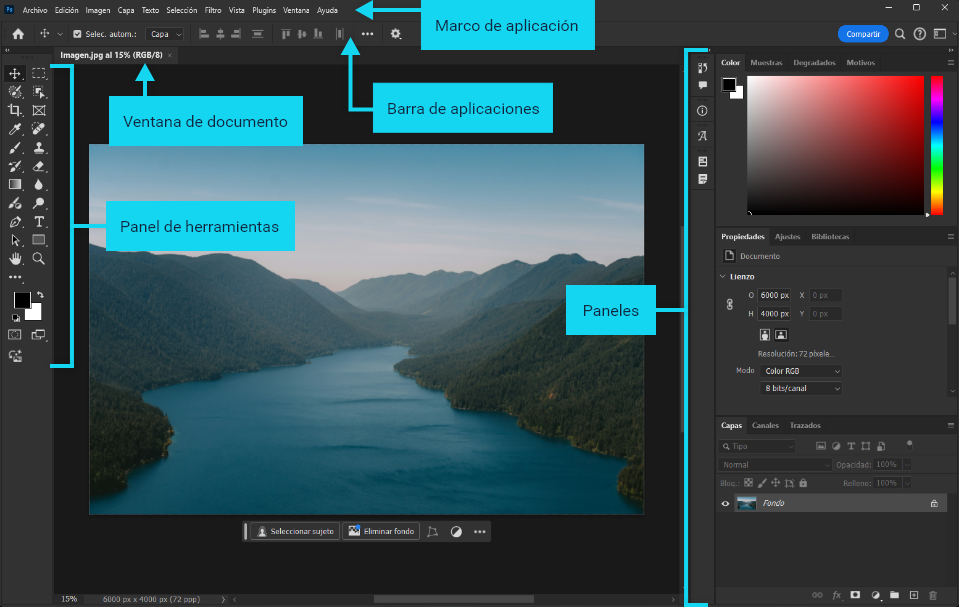 Ps Archivo Edición Imagen Capa Texto Selección Filtro Vista Plugins Ventana Ayuda
Marco de aplicación
Selec. autom.: Capa
Compartir
Imagen.jpg al 15% (RGB/8) ×
Ventana de documento
Barra de aplicaciones
Panel de herramientas
Paneles
Color Muestras Degradados Motivos
Propiedades Ajustes Bibliotecas
Documento
Lienzo
O 6000 px X 0 px
H 4000 px Y 0 px
Resolución: 72 píxele...
Modo Color RGB
8 bits/canal
Capas Canales Trazados
Tipo
Normal Opacidad: 100%
Bloq.: Rellene: 100%
Fondo
fx
Seleccionar sujeto Eliminar fondo
15% 6000 px x 4000 px (72 ppp)